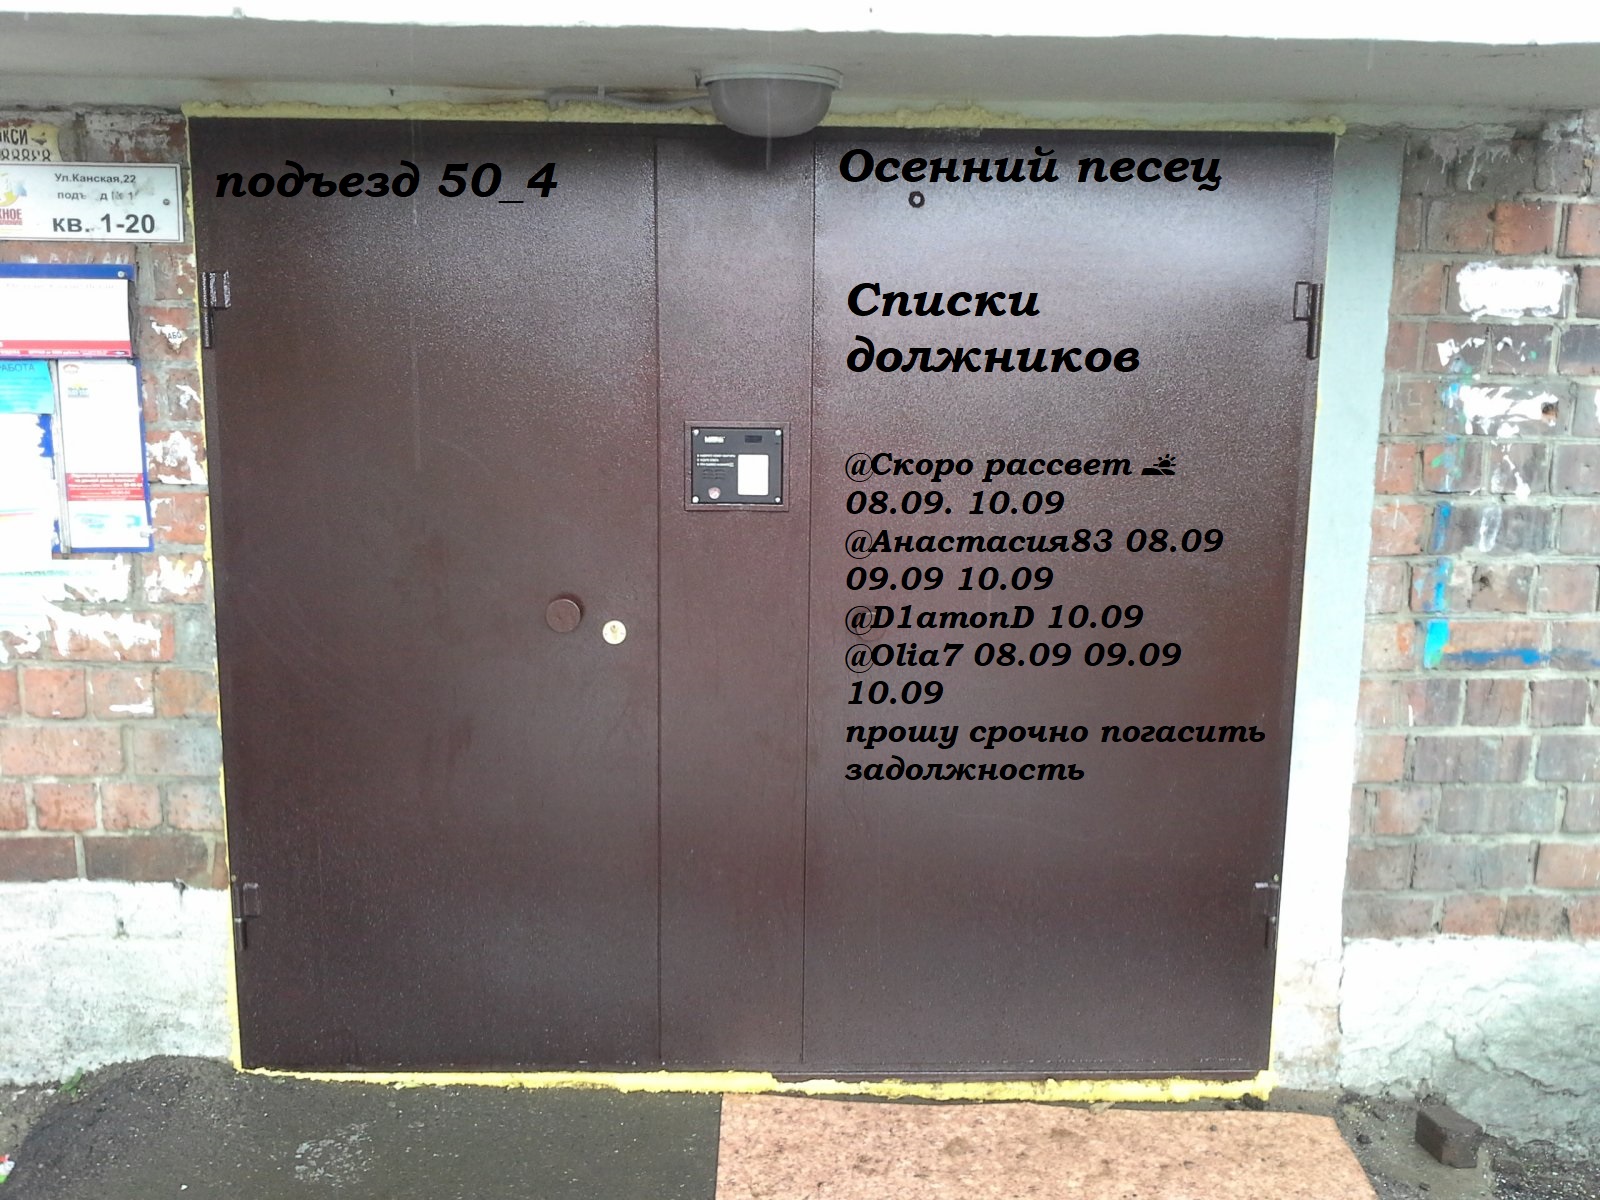 Ул.Канская,22
кв. 1-20
подъезд 50_4
Осенний песец
Списки
должников
@Скоро рассвет
08.09. 10.09
@Анастасия83 08.09
09.09 10.09
@D1amonD 10.09
@Olia7 08.09 09.09
10.09
прошу срочно погасить
задолжность